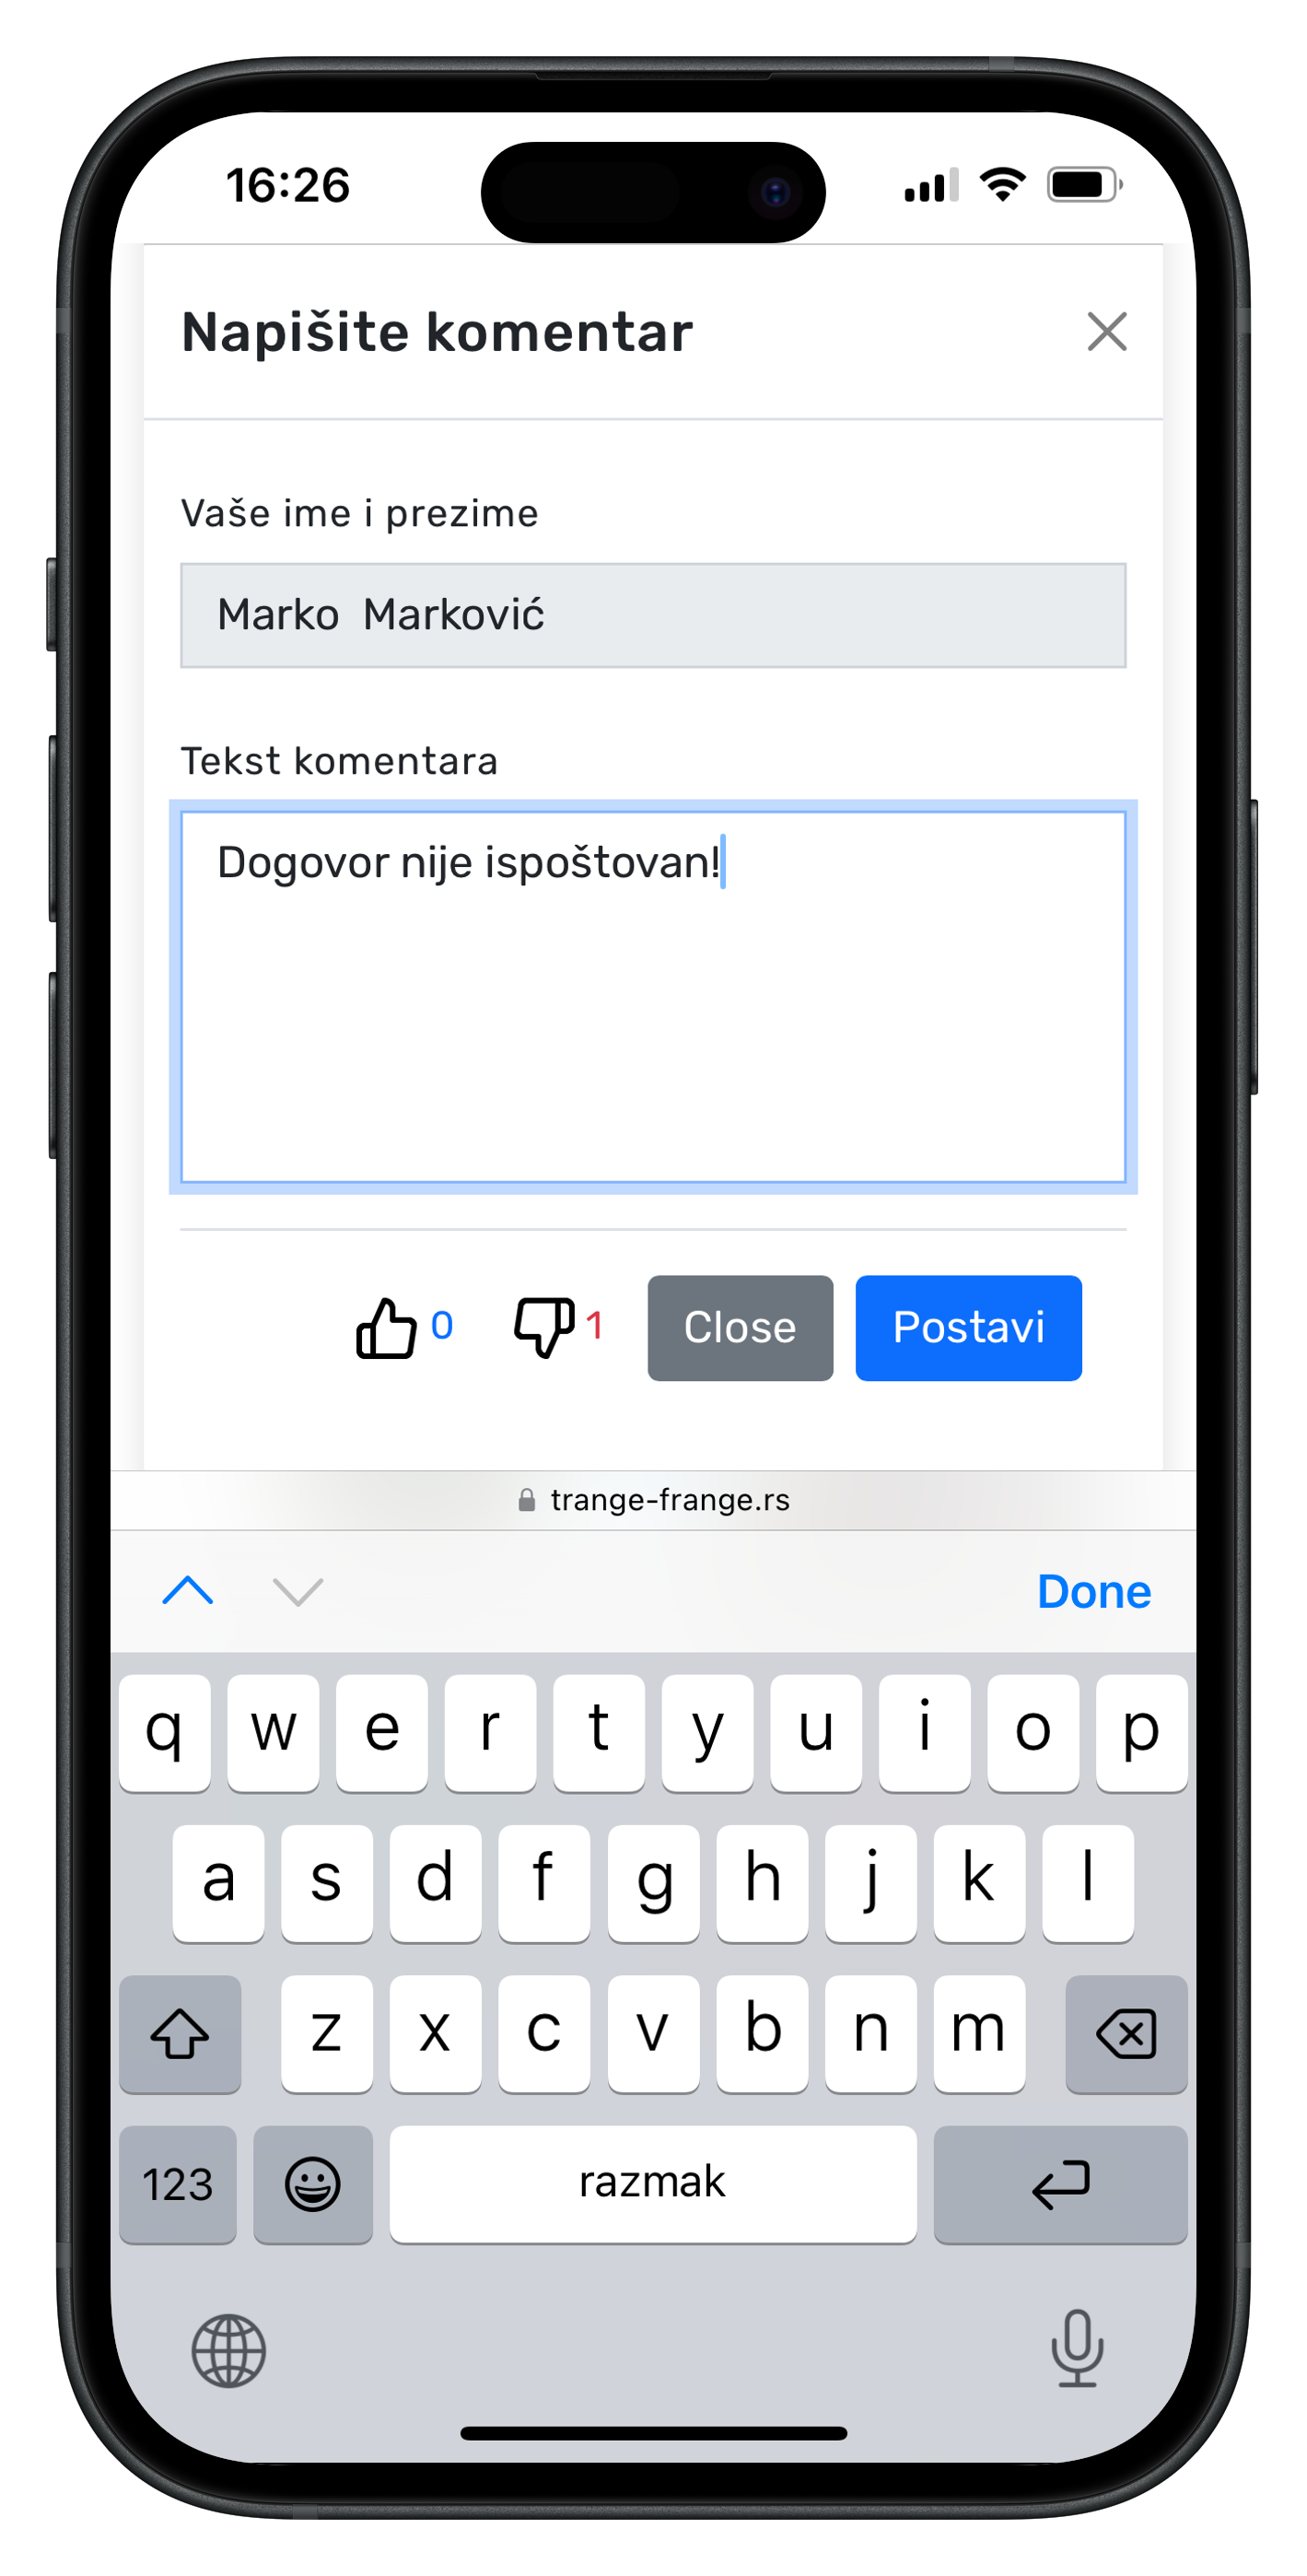 16:26
Napišite komentar
Vaše ime i prezime
Marko  Marković
Tekst komentara
Dogovor nije ispoštovan!
0 1 Close Postavi
trange-frange.rs
Done
q w e r t y u i o p
a s d f g h j k l
z x c v b n m
123 razmak